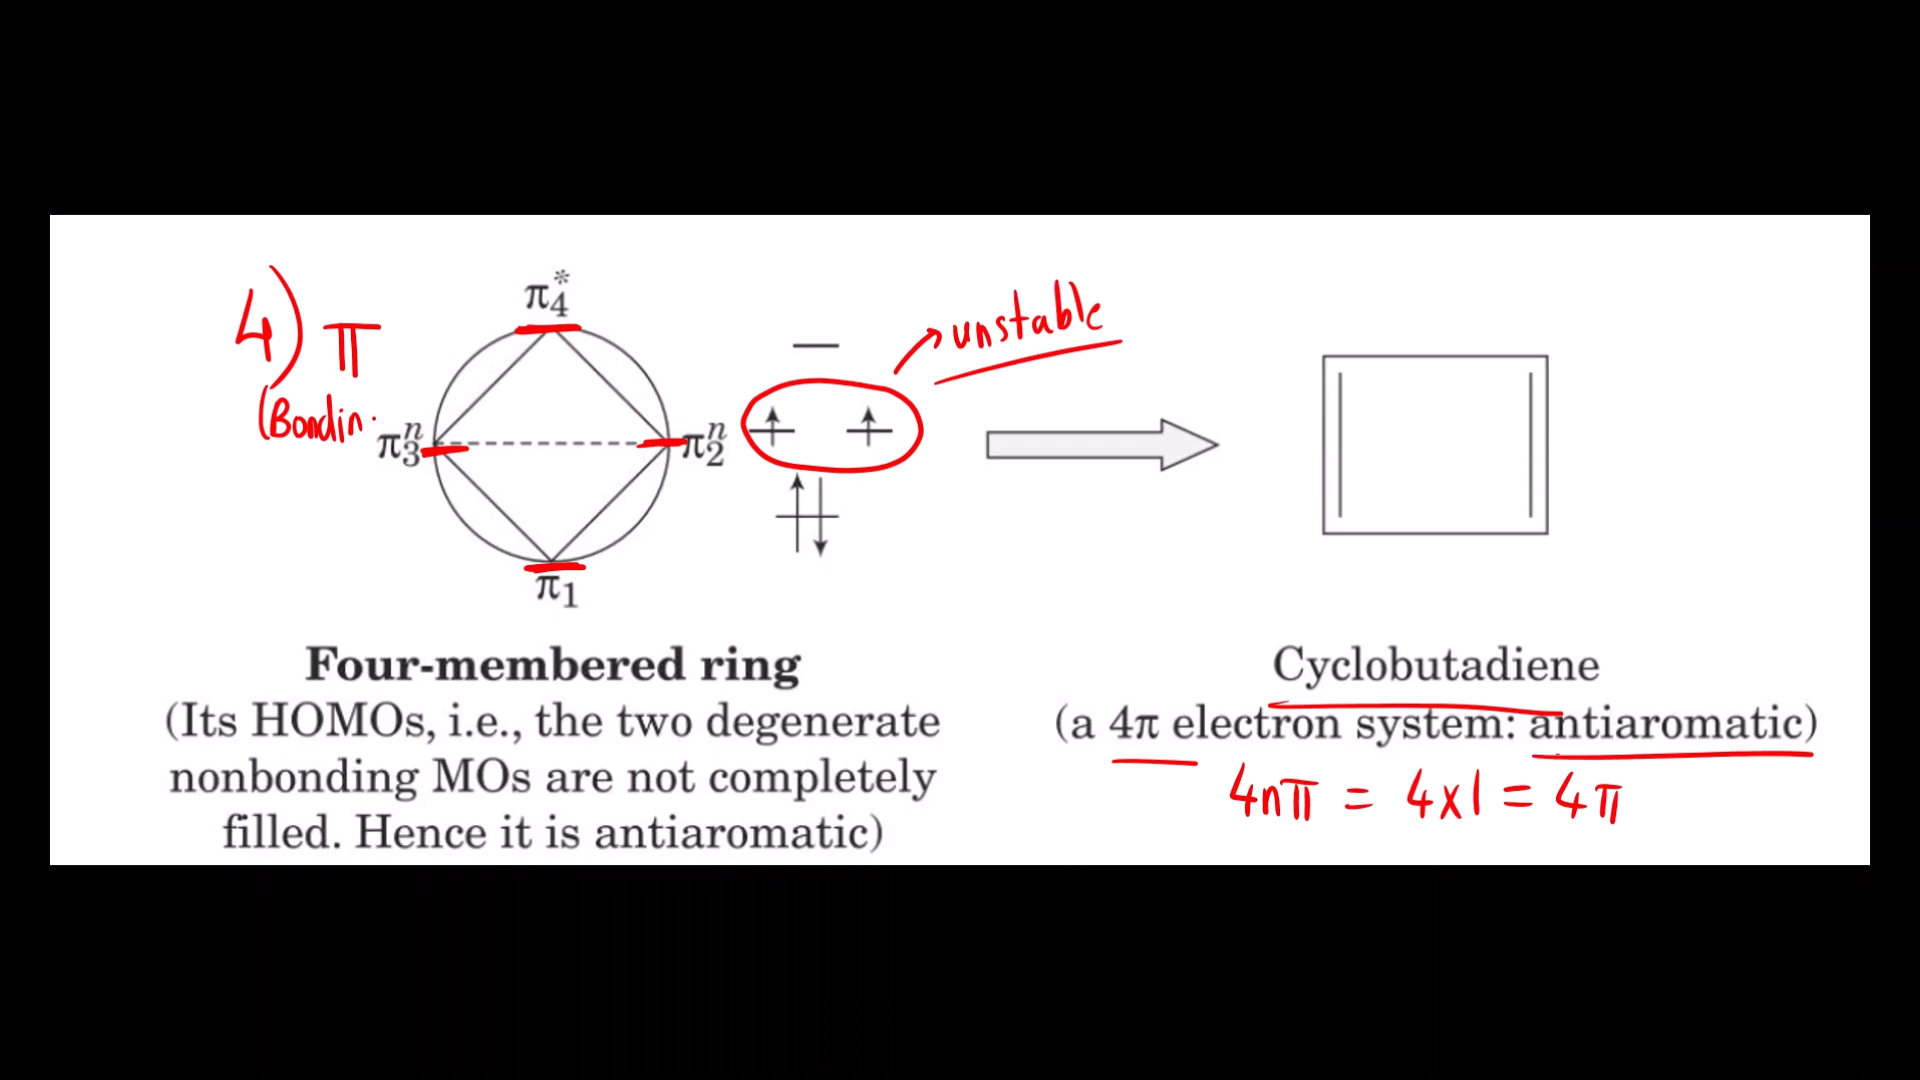 4) π
(Bondin
π₄*
π₃ⁿ
π₂ⁿ
π₁
unstable
Four-membered ring
(Its HOMOs, i.e., the two degenerate
nonbonding MOs are not completely
filled. Hence it is antiaromatic)
Cyclobutadiene
(a 4π electron system: antiaromatic)
4nπ = 4x1 = 4π